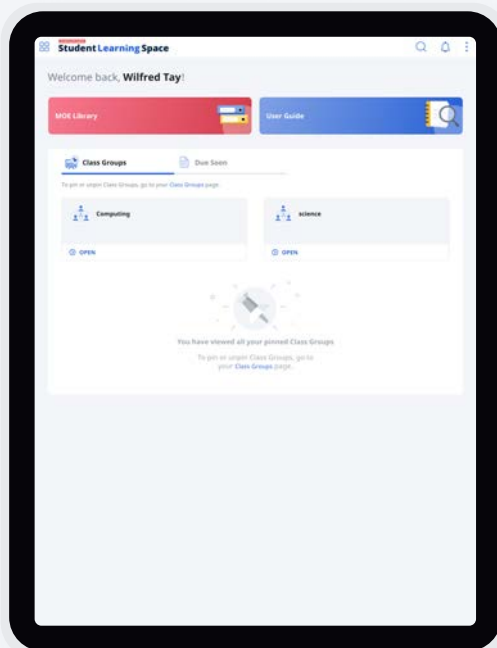 Student Learning Space
Welcome back, Wilfred Tay!
MOE Library
User Guide
Class Groups
Due Soon
To pin or unpin Class Groups, go to your Class Groups page.
Computing
science
OPEN
OPEN
You have viewed all your pinned Class Groups
To pin or unpin Class Groups, go to
your Class Groups page.